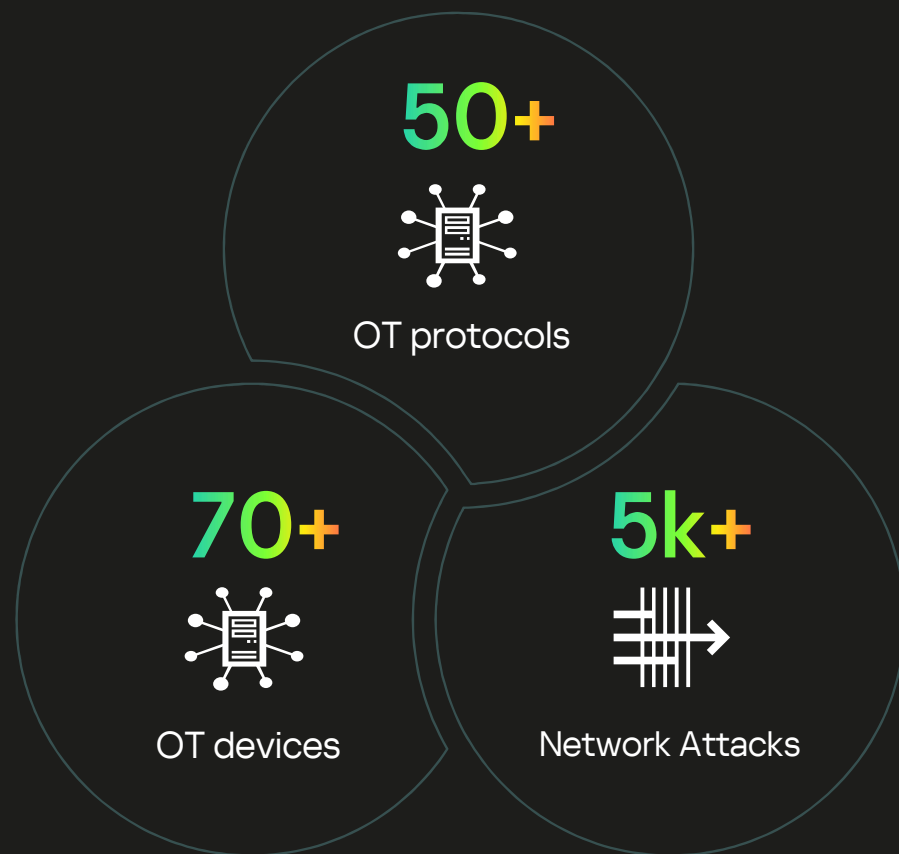 50+
OT protocols
70+
OT devices
5k+
Network Attacks